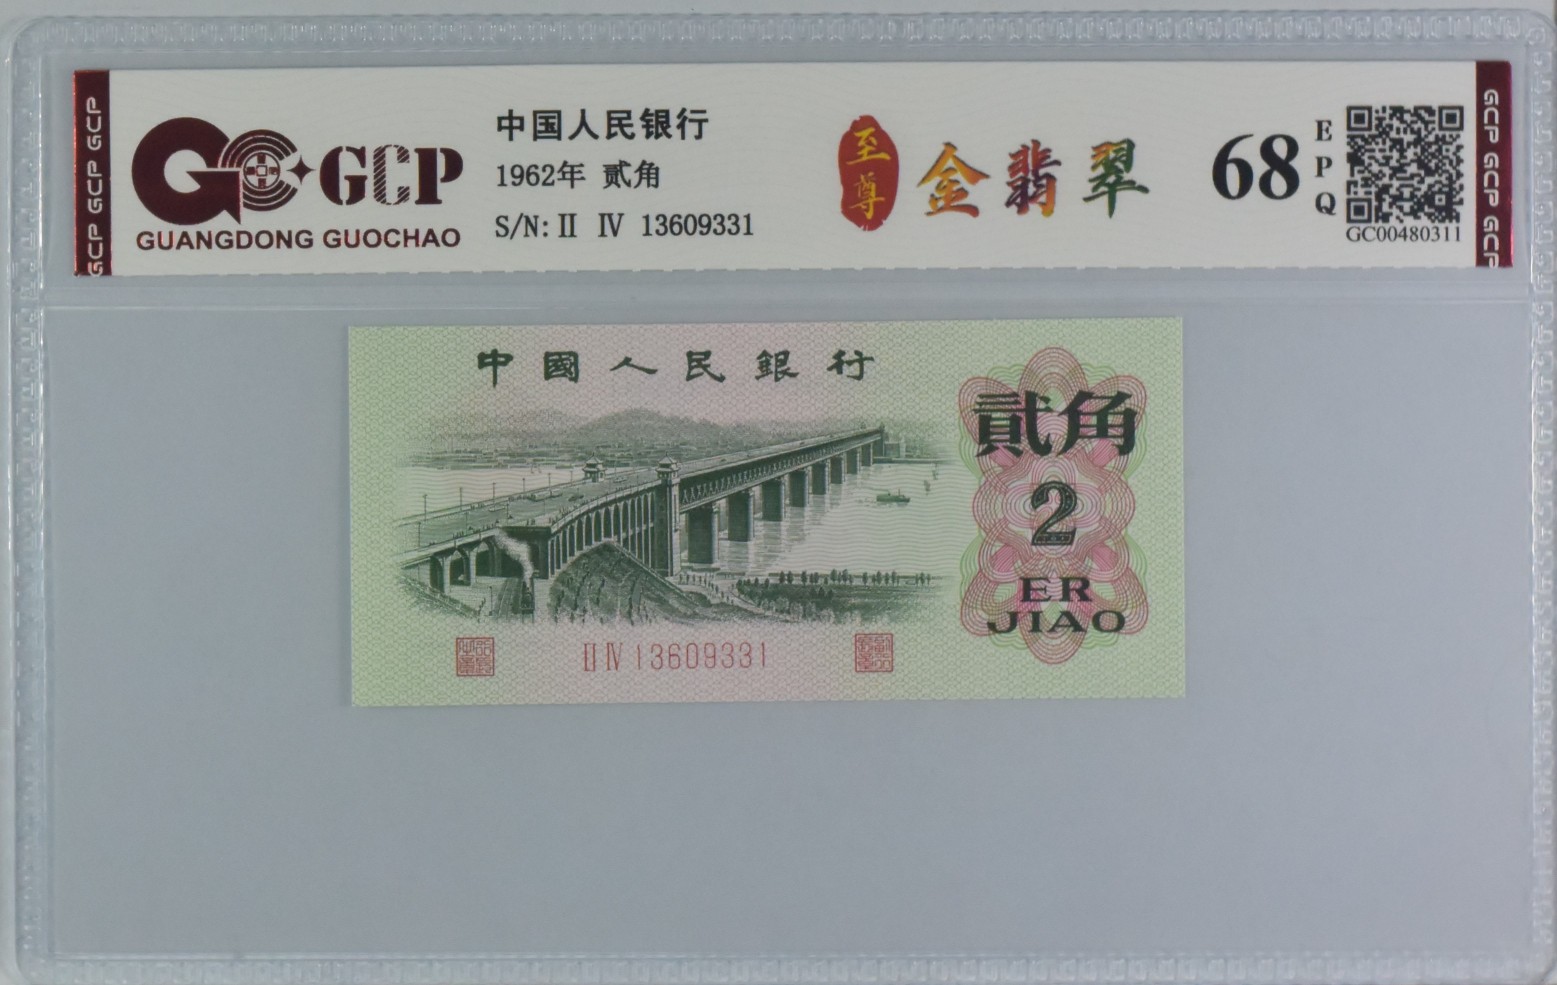 GCP GCP GCP
GCP
GUANGDONG GUOCHAO
中国人民银行
1962年 贰角
S/N: II IV 13609331
至尊
金翡翠
68
EPQ
GC00480311
GCP GCP GCP
中國人民銀行
貳角
2
ER
JIAO
II IV 13609331